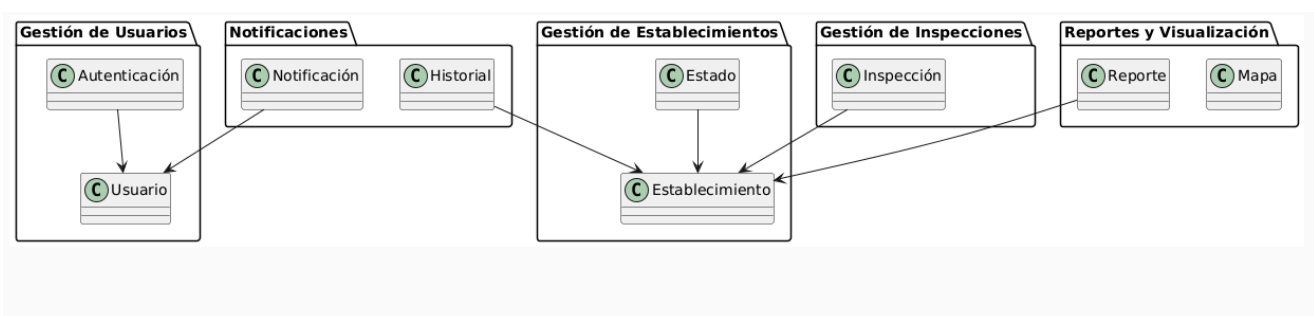 Gestión de Usuarios
Notificaciones
Gestión de Establecimientos
Gestión de Inspecciones
Reportes y Visualización
C Autenticación
C Notificación
C Historial
C Estado
C Inspección
C Reporte
C Mapa
C Usuario
C Establecimiento